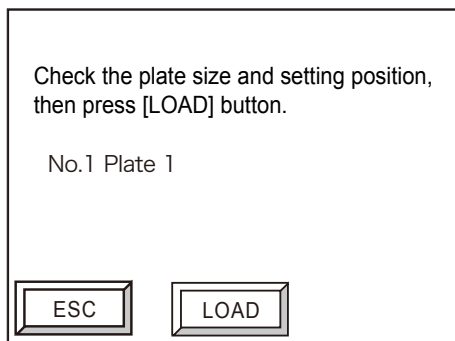 Check the plate size and setting position,
then press [LOAD] button.
No.1 Plate 1
ESC
LOAD